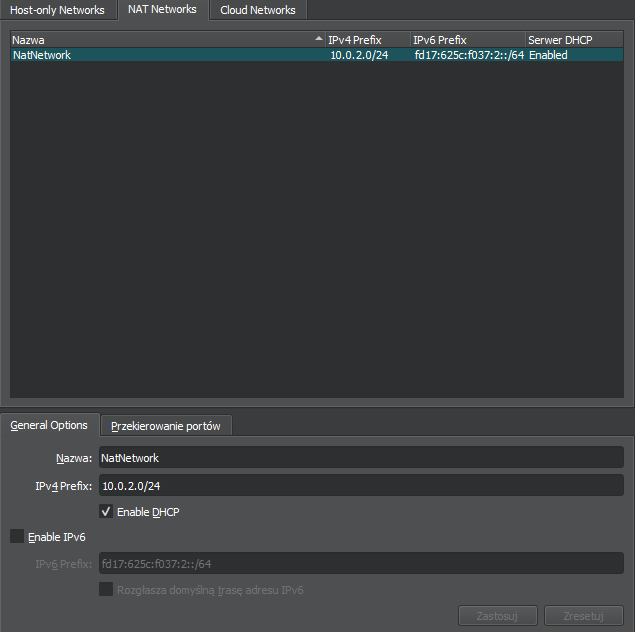 Host-only Networks NAT Networks Cloud Networks
Nazwa IPv4 Prefix IPv6 Prefix Serwer DHCP
NatNetwork 10.0.2.0/24 fd17:625c:f037:2::/64 Enabled
General Options Przekierowanie portów
Nazwa: NatNetwork
IPv4 Prefix: 10.0.2.0/24
Enable DHCP
Enable IPv6
IPv6 Prefix: fd17:625c:f037:2::/64
Rozgłasza domyślną trasę adresu IPv6
Zastosuj Zresetuj